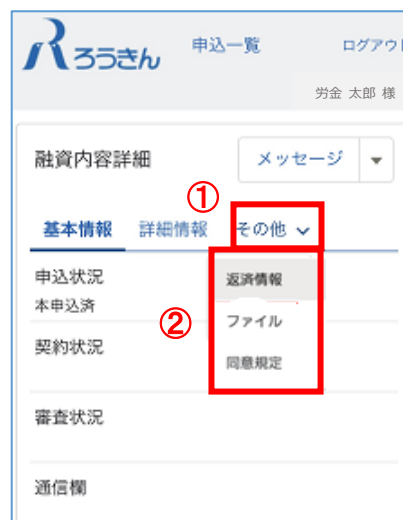 ろうきん 申込一覧 ログアウ
労金 太郎 様
融資内容詳細 メッセージ
①
基本情報 詳細情報 その他
申込状況 返済情報
本申込済
② ファイル
契約状況
同意規定
審査状況
通信欄